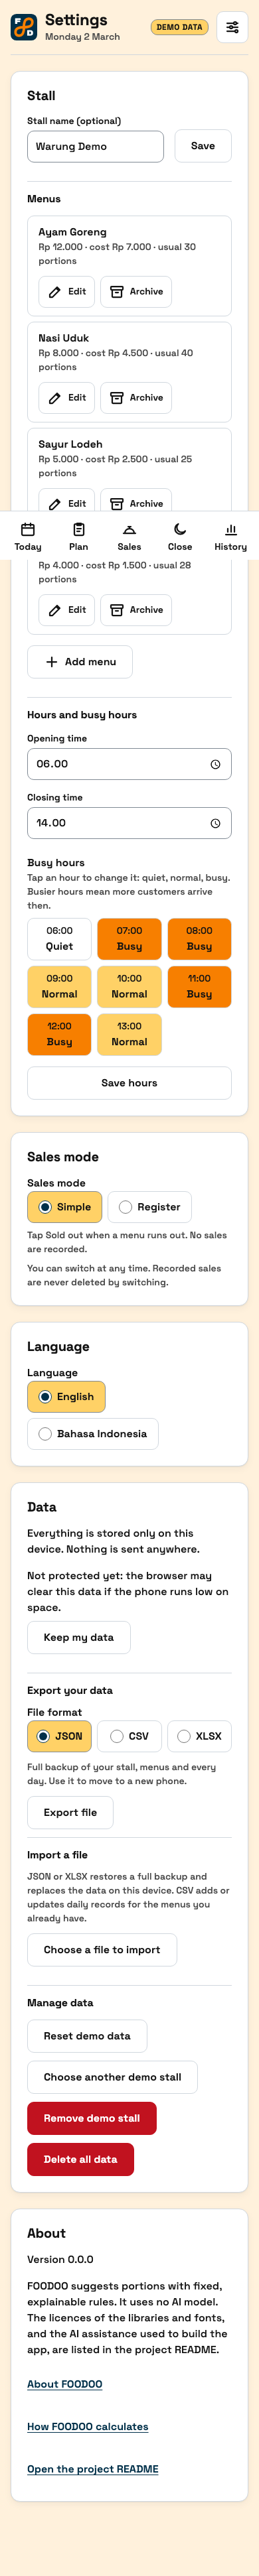 FOOD
Settings
Monday 2 March
DEMO DATA
Stall
Stall name (optional)
Warung Demo
Save
Menus
Ayam Goreng
Rp 12.000 · cost Rp 7.000 · usual 30
portions
Edit
Archive
Nasi Uduk
Rp 8.000 · cost Rp 4.500 · usual 40
portions
Edit
Archive
Sayur Lodeh
Rp 5.000 · cost Rp 2.500 · usual 25
portions
Edit
Archive
Today
Plan
Sales
Close
History
Rp 4.000 · cost Rp 1.500 · usual 28
portions
Edit
Archive
Add menu
Hours and busy hours
Opening time
06.00
Closing time
14.00
Busy hours
Tap an hour to change it: quiet, normal, busy.
Busier hours mean more customers arrive
then.
06:00
Quiet
07:00
Busy
08:00
Busy
09:00
Normal
10:00
Normal
11:00
Busy
12:00
Busy
13:00
Normal
Save hours
Sales mode
Sales mode
Simple
Register
Tap Sold out when a menu runs out. No sales
are recorded.
You can switch at any time. Recorded sales
are never deleted by switching.
Language
Language
English
Bahasa Indonesia
Data
Everything is stored only on this
device. Nothing is sent anywhere.
Not protected yet: the browser may
clear this data if the phone runs low on
space.
Keep my data
Export your data
File format
JSON
CSV
XLSX
Full backup of your stall, menus and every
day. Use it to move to a new phone.
Export file
Import a file
JSON or XLSX restores a full backup and
replaces the data on this device. CSV adds or
updates daily records for the menus you
already have.
Choose a file to import
Manage data
Reset demo data
Choose another demo stall
Remove demo stall
Delete all data
About
Version 0.0.0
FOODOO suggests portions with fixed,
explainable rules. It uses no AI model.
The licences of the libraries and fonts,
and the AI assistance used to build the
app, are listed in the project README.
About FOODOO
How FOODOO calculates
Open the project README